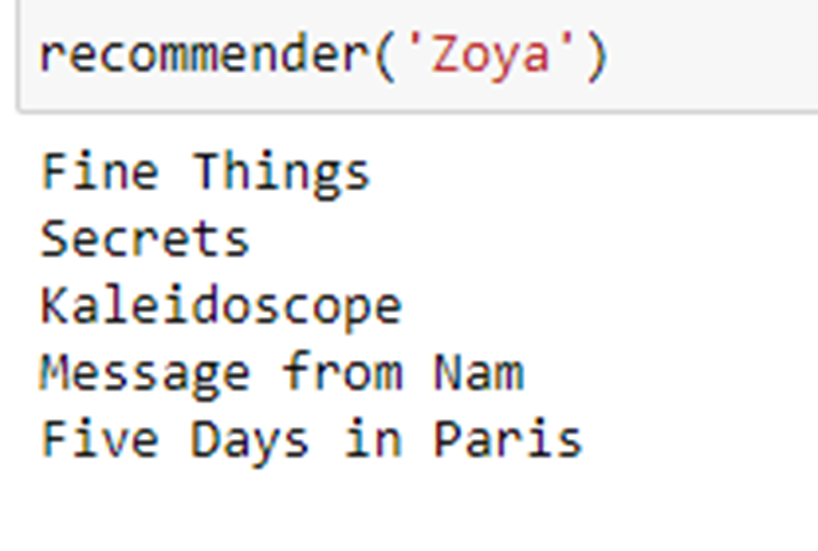 recommender('Zoya')
Fine Things
Secrets
Kaleidoscope
Message from Nam
Five Days in Paris